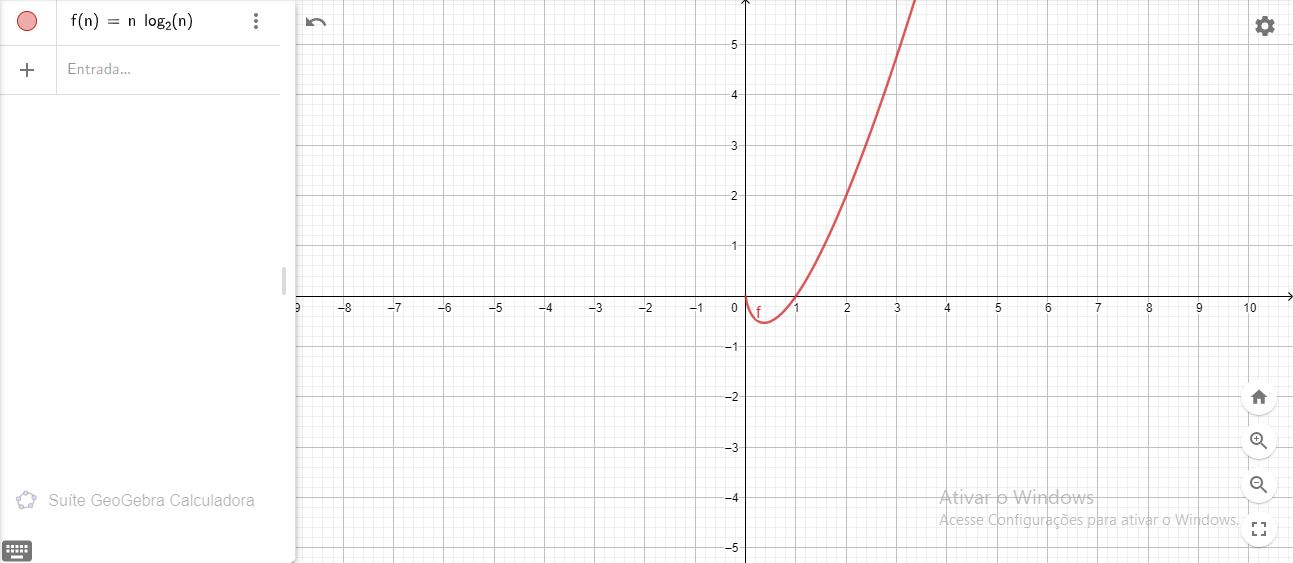 f(n) = n log₂(n)
Entrada...
5
4
3
2
1
9 –8 –7 –6 –5 –4 –3 –2 –1 0 1 2 3 4 5 6 7 8 9 10
f
–1
–2
–3
–4
–5
Suíte GeoGebra Calculadora
Ativar o Windows
Acesse Configurações para ativar o Windows.